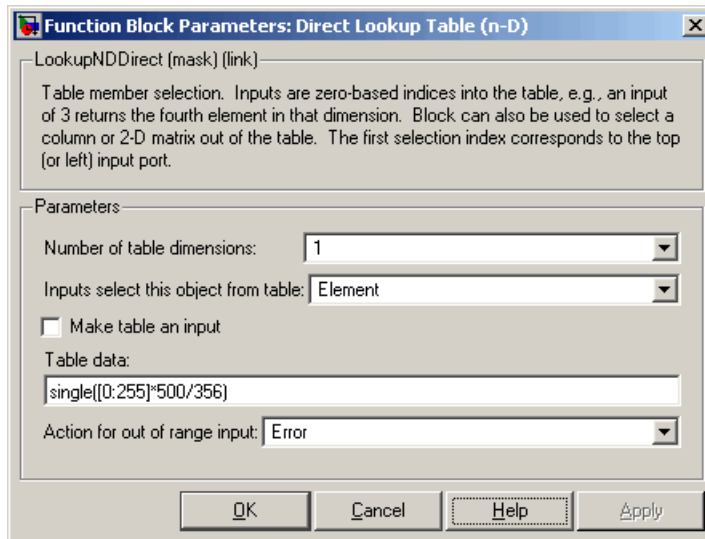 Function Block Parameters: Direct Lookup Table (n-D)
LookupNDDirect (mask) (link)
Table member selection. Inputs are zero-based indices into the table, e.g., an input
of 3 returns the fourth element in that dimension. Block can also be used to select a
column or 2-D matrix out of the table. The first selection index corresponds to the top
(or left) input port.
Parameters
Number of table dimensions: 1
Inputs select this object from table: Element
Make table an input
Table data:
single([0:255]*500/356)
Action for out of range input: Error
OK Cancel Help Apply